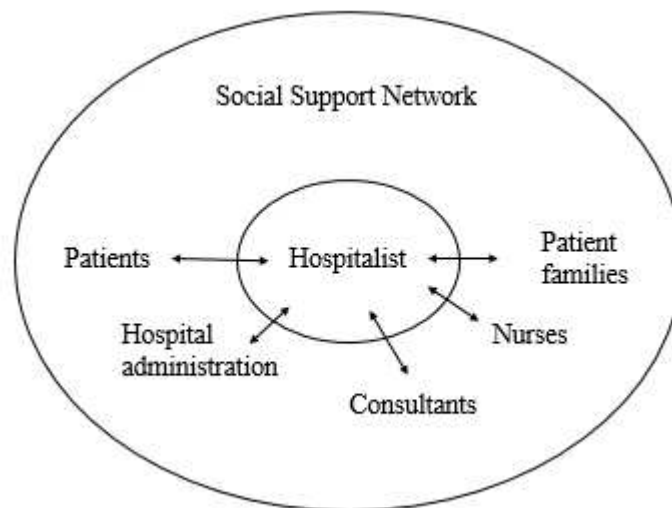 Social Support Network
Patients
Hospitalist
Patient
families
Hospital
administration
Nurses
Consultants